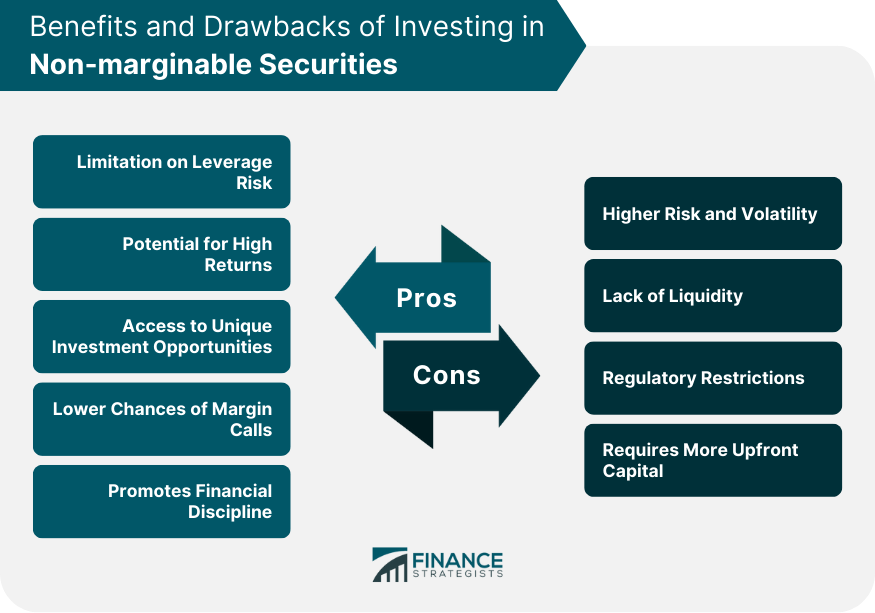 Benefits and Drawbacks of Investing in
Non-marginable Securities
Limitation on Leverage
Risk
Potential for High
Returns
Access to Unique
Investment Opportunities
Lower Chances of Margin
Calls
Promotes Financial
Discipline
Pros
Cons
Higher Risk and Volatility
Lack of Liquidity
Regulatory Restrictions
Requires More Upfront
Capital
FINANCE
STRATEGISTS